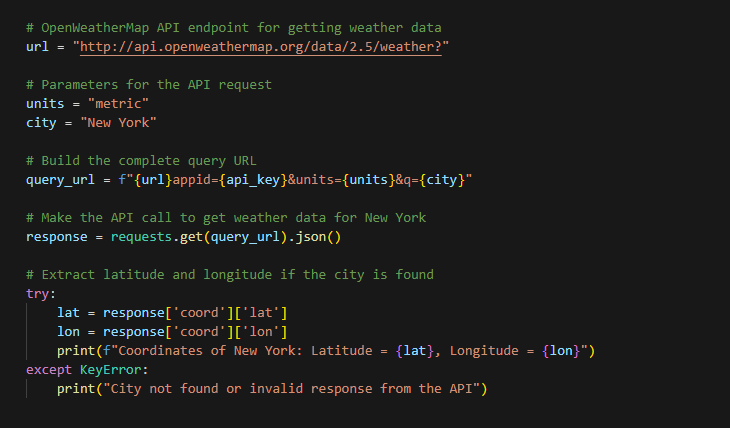 # OpenWeatherMap API endpoint for getting weather data
url = "http://api.openweathermap.org/data/2.5/weather?"
# Parameters for the API request
units = "metric"
city = "New York"
# Build the complete query URL
query_url = f"{url}appid={api_key}&units={units}&q={city}"
# Make the API call to get weather data for New York
response = requests.get(query_url).json()
# Extract latitude and longitude if the city is found
try:
    lat = response['coord']['lat']
    lon = response['coord']['lon']
    print(f"Coordinates of New York: Latitude = {lat}, Longitude = {lon}")
except KeyError:
    print("City not found or invalid response from the API")